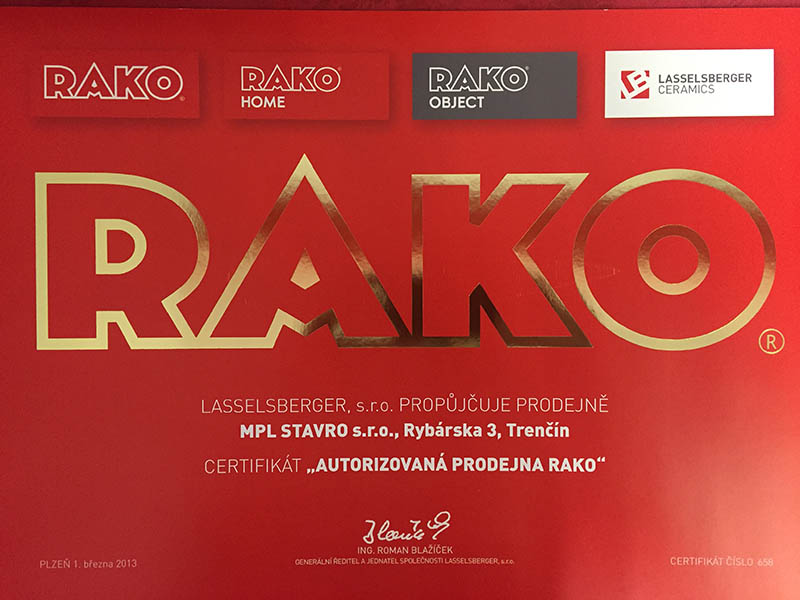 RAKO®
RAKO®
HOME
RAKO®
OBJECT
LB
LASSELSBERGER
CERAMICS
RAKO®
LASSELSBERGER, s.r.o. PROPŮJČUJE PRODEJNĚ
MPL STAVRO s.r.o., Rybárska 3, Trenčín
CERTIFIKÁT „AUTORIZOVANÁ PRODEJNA RAKO“
ING. ROMAN BLAŽÍČEK
GENERÁLNÍ ŘEDITEL A JEDNATEL SPOLEČNOSTI LASSELSBERGER, s.r.o.
PLZEŇ 1. března 2013
CERTIFIKÁT ČÍSLO 658